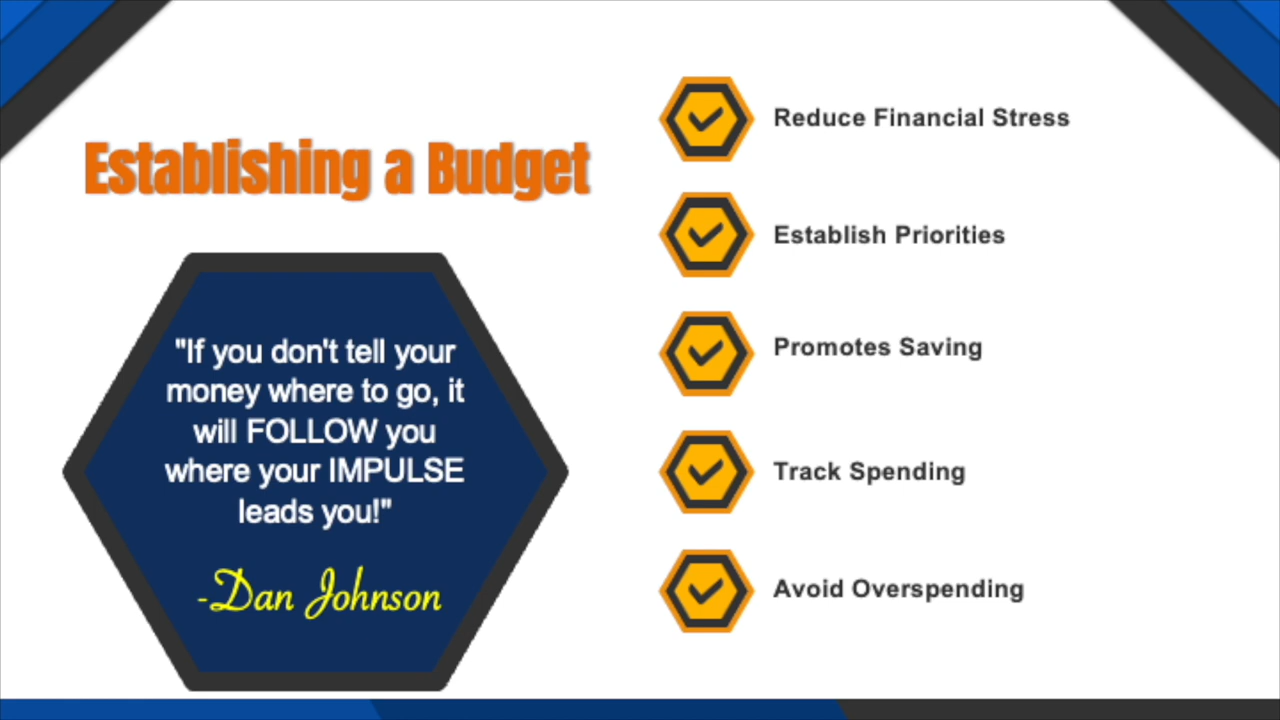 Establishing a Budget
"If you don't tell your
money where to go, it
will FOLLOW you
where your IMPULSE
leads you!"
-Dan Johnson
Reduce Financial Stress
Establish Priorities
Promotes Saving
Track Spending
Avoid Overspending